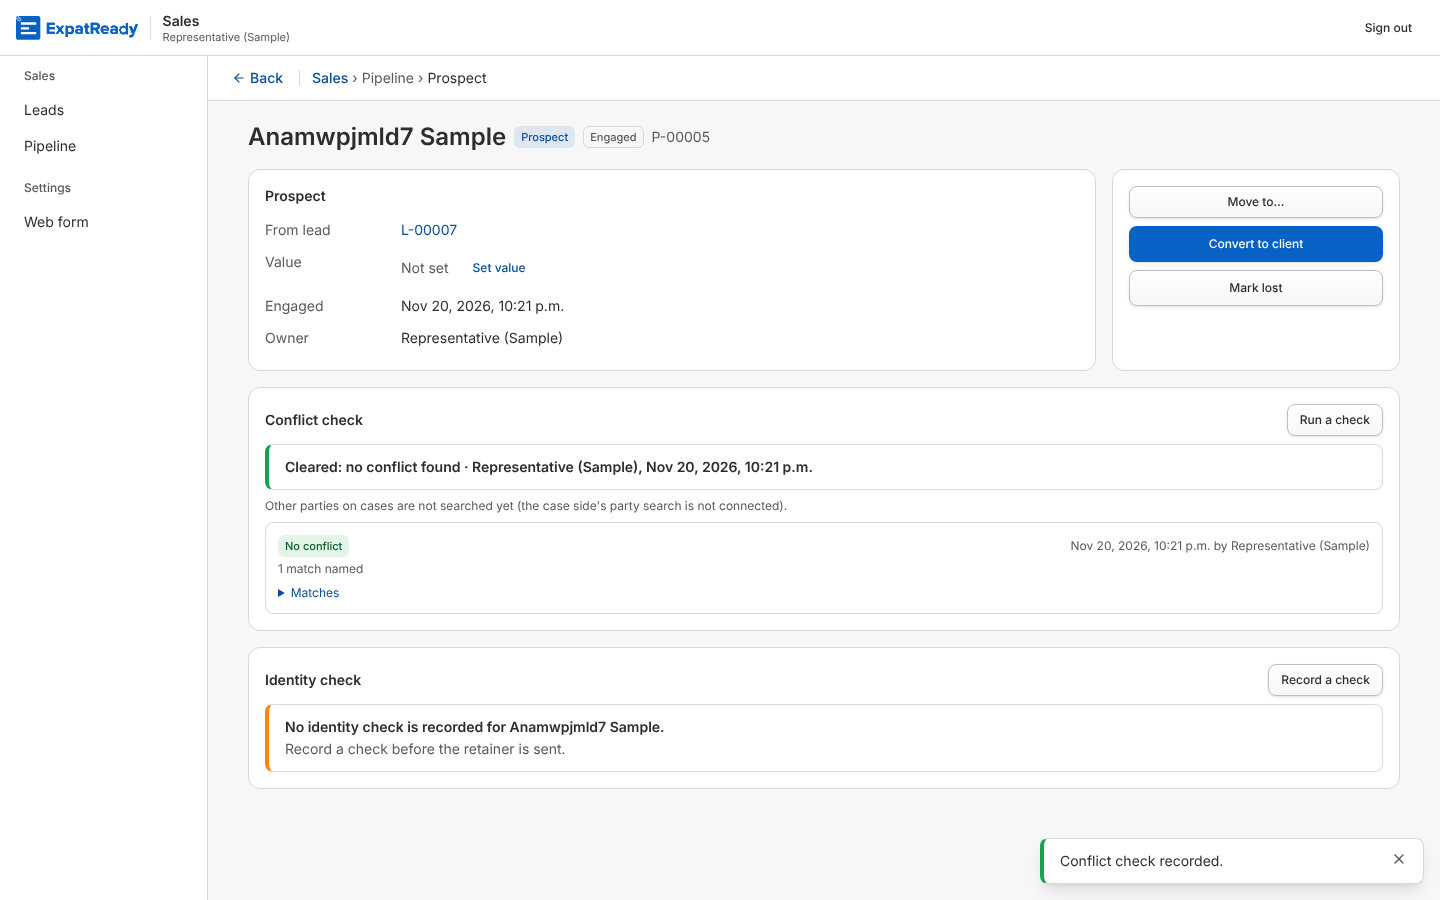 ExpatReady
Sales
Representative (Sample)
Sign out
Sales
Leads
Pipeline
Settings
Web form
← Back
Sales › Pipeline › Prospect
Anamwpjmld7 Sample Prospect Engaged P-00005
Prospect
From lead L-00007
Value Not set Set value
Engaged Nov 20, 2026, 10:21 p.m.
Owner Representative (Sample)
Move to...
Convert to client
Mark lost
Conflict check Run a check
Cleared: no conflict found · Representative (Sample), Nov 20, 2026, 10:21 p.m.
Other parties on cases are not searched yet (the case side's party search is not connected).
No conflict Nov 20, 2026, 10:21 p.m. by Representative (Sample)
1 match named
▶ Matches
Identity check Record a check
No identity check is recorded for Anamwpjmld7 Sample.
Record a check before the retainer is sent.
Conflict check recorded.